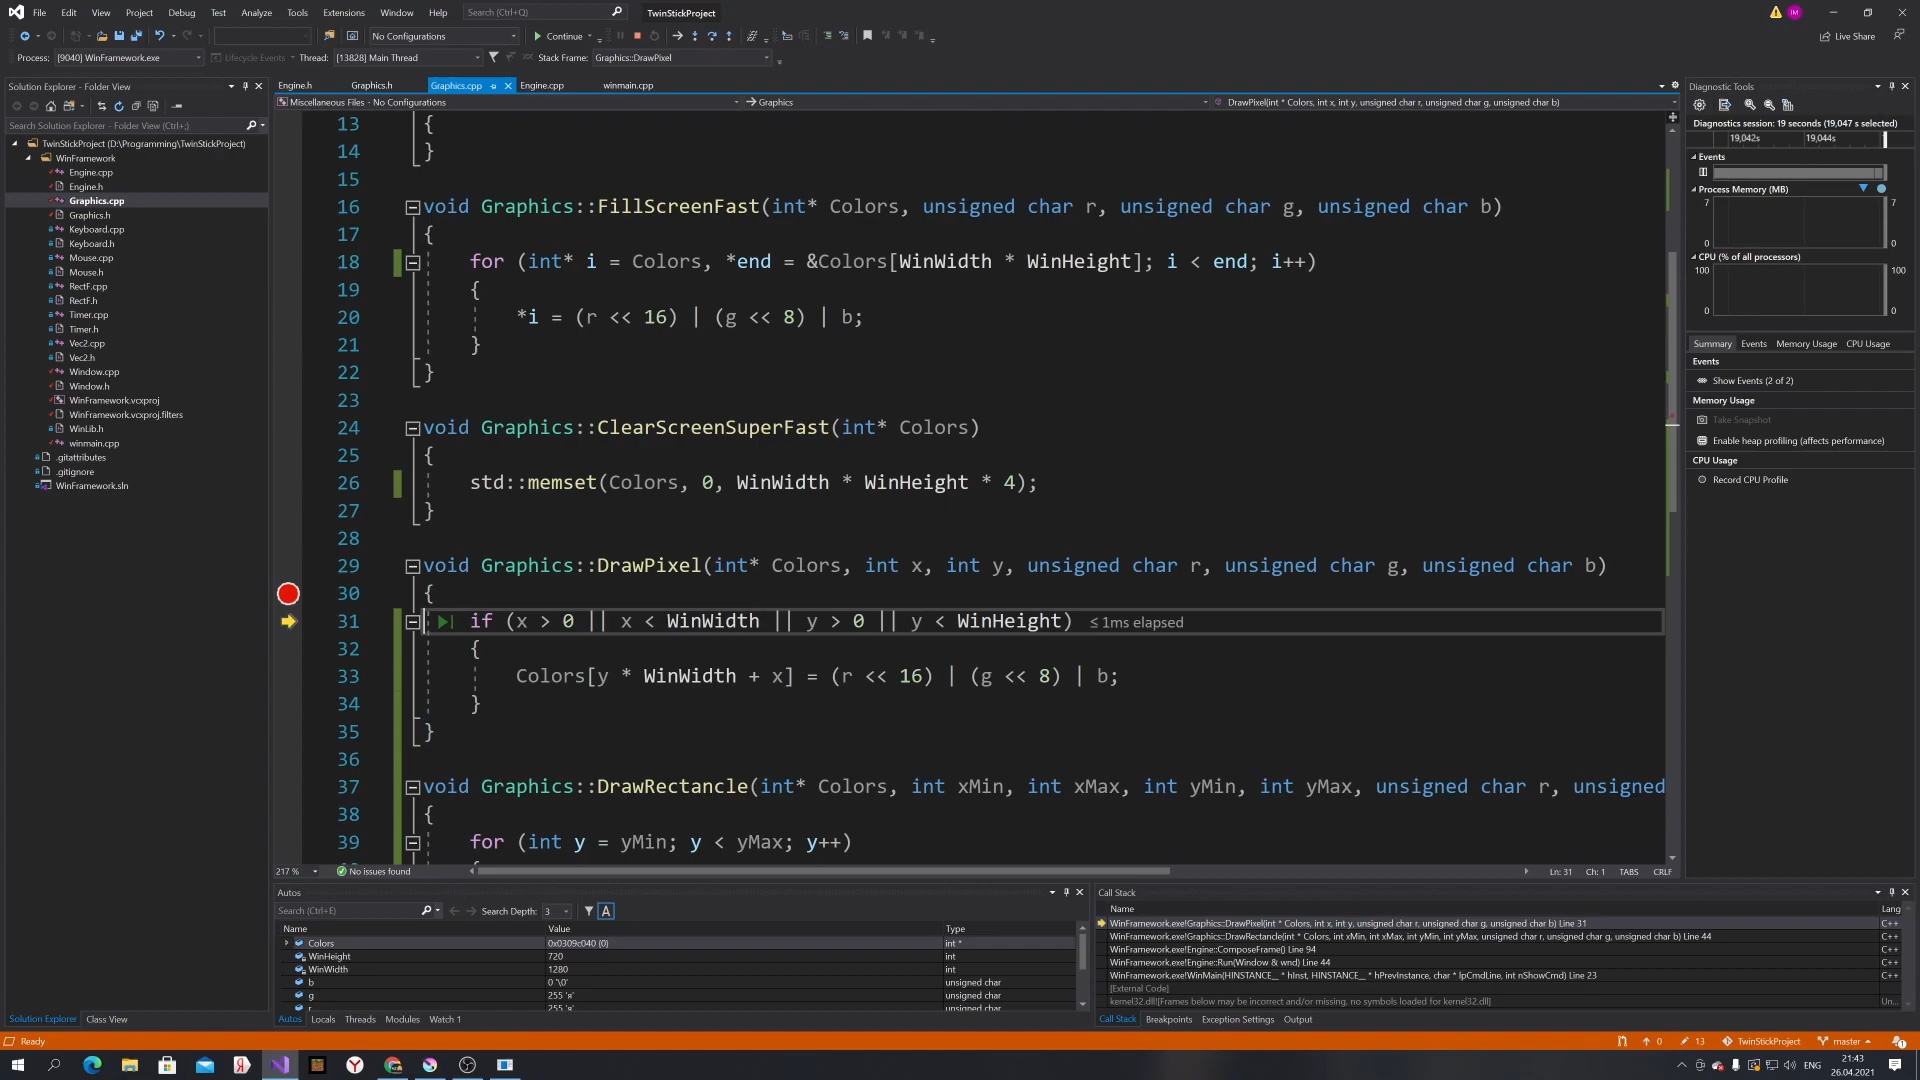 File Edit View Project Debug Test Analyze Tools Extensions Window Help Search (Ctrl+Q) TwinStickProject IM
No Configurations Continue Live Share
Process: [9040] WinFramework.exe Lifecycle Events Thread: [13828] Main Thread Stack Frame: Graphics::DrawPixel
Solution Explorer - Folder View
Search Solution Explorer - Folder View (Ctrl+;)
TwinStickProject (D:\Programming\TwinStickProject)
WinFramework
Engine.cpp
Engine.h
Graphics.cpp
Graphics.h
Keyboard.cpp
Keyboard.h
Mouse.cpp
Mouse.h
RectF.cpp
RectF.h
Timer.cpp
Timer.h
Vec2.cpp
Vec2.h
Window.cpp
Window.h
WinFramework.vcxproj
WinFramework.vcxproj.filters
WinLib.h
winmain.cpp
.gitattributes
.gitignore
WinFramework.sln
Solution Explorer Class View
Engine.h Graphics.h Graphics.cpp Engine.cpp winmain.cpp
Miscellaneous Files - No Configurations Graphics DrawPixel(int * Colors, int x, int y, unsigned char r, unsigned char g, unsigned char b)
13 {
14 }
15
16 void Graphics::FillScreenFast(int* Colors, unsigned char r, unsigned char g, unsigned char b)
17 {
18 for (int* i = Colors, *end = &Colors[WinWidth * WinHeight]; i < end; i++)
19 {
20 *i = (r << 16) | (g << 8) | b;
21 }
22 }
23
24 void Graphics::ClearScreenSuperFast(int* Colors)
25 {
26 std::memset(Colors, 0, WinWidth * WinHeight * 4);
27 }
28
29 void Graphics::DrawPixel(int* Colors, int x, int y, unsigned char r, unsigned char g, unsigned char b)
30 {
31 if (x > 0 || x < WinWidth || y > 0 || y < WinHeight) ≤ 1ms elapsed
32 {
33 Colors[y * WinWidth + x] = (r << 16) | (g << 8) | b;
34 }
35 }
36
37 void Graphics::DrawRectancle(int* Colors, int xMin, int xMax, int yMin, int yMax, unsigned char r, unsigned
38 {
39 for (int y = yMin; y < yMax; y++)
217 % No issues found Ln: 31 Ch: 1 TABS CRLF
Diagnostic Tools
Diagnostics session: 19 seconds (19,047 s selected)
19,042s 19,044s
Events
Process Memory (MB)
7 7
0 0
CPU (% of all processors)
100 100
0 0
Summary Events Memory Usage CPU Usage
Events
Show Events (2 of 2)
Memory Usage
Take Snapshot
Enable heap profiling (affects performance)
CPU Usage
Record CPU Profile
Autos
Search (Ctrl+E) Search Depth: 3 A
Name Value Type
Colors 0x0309c040 {0} int *
WinHeight 720 int
WinWidth 1280 int
b 0 '\0' unsigned char
g 255 'я' unsigned char
r 255 'я' unsigned char
Autos Locals Threads Modules Watch 1
Call Stack
Name Lang
WinFramework.exe!Graphics::DrawPixel(int * Colors, int x, int y, unsigned char r, unsigned char g, unsigned char b) Line 31 C++
WinFramework.exe!Graphics::DrawRectancle(int * Colors, int xMin, int xMax, int yMin, int yMax, unsigned char r, unsigned char g, unsigned char b) Line 44 C++
WinFramework.exe!Engine::ComposeFrame() Line 94 C++
WinFramework.exe!Engine::Run(Window & wnd) Line 44 C++
WinFramework.exe!WinMain(HINSTANCE__ * hInst, HINSTANCE__ * hPrevInstance, char * lpCmdLine, int nShowCmd) Line 23 C++
[External Code]
kernel32.dll![Frames below may be incorrect and/or missing, no symbols loaded for kernel32.dll] Un...
Call Stack Breakpoints Exception Settings Output
Ready 0 13 TwinStickProject master 1
ENG 21:43
26.04.2021